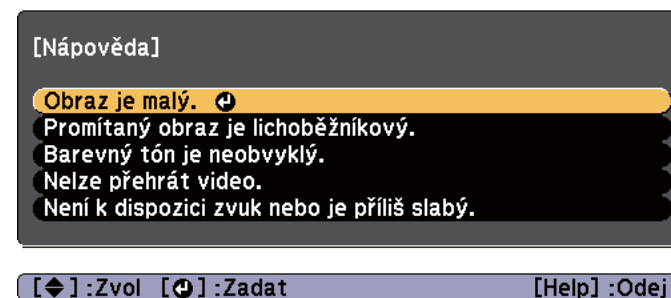 [Nápověda]
Obraz je malý.
Promítaný obraz je lichoběžníkový.
Barevný tón je neobvyklý.
Nelze přehrát video.
Není k dispozici zvuk nebo je příliš slabý.
[◆] :Zvol [⏎] :Zadat [Help] :Odej